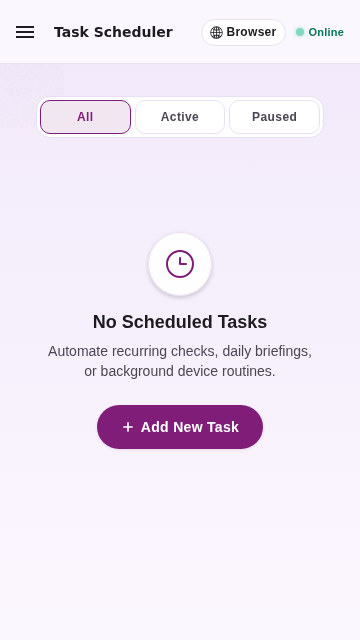 Task Scheduler
Browser
Online
All
Active
Paused
No Scheduled Tasks
Automate recurring checks, daily briefings,
or background device routines.
+ Add New Task